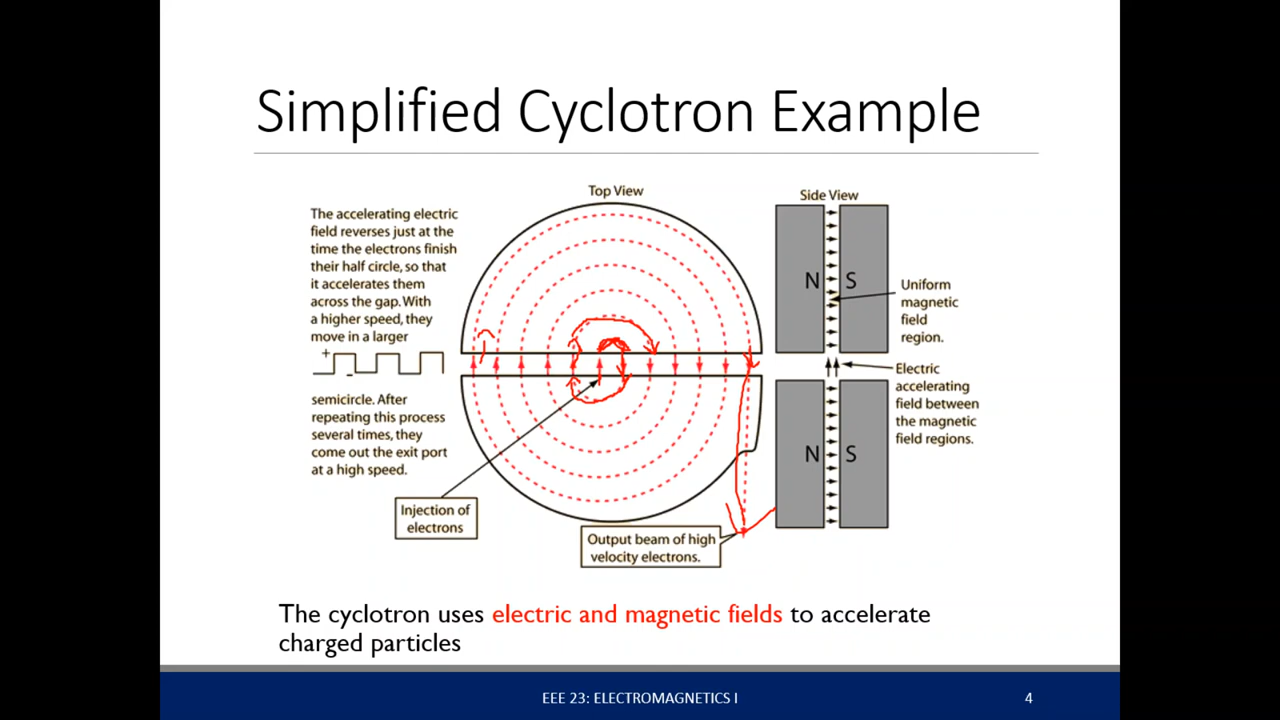 Simplified Cyclotron Example
Top View
Side View
The accelerating electric
field reverses just at the
time the electrons finish
their half circle, so that
it accelerates them
across the gap. With
a higher speed, they
move in a larger
+
-
semicircle. After
repeating this process
several times, they
come out the exit port
at a high speed.
Injection of
electrons
Output beam of high
velocity electrons.
N S
Uniform
magnetic
field
region.
Electric
accelerating
field between
the magnetic
field regions.
N S
The cyclotron uses electric and magnetic fields to accelerate
charged particles
EEE 23: ELECTROMAGNETICS I
4